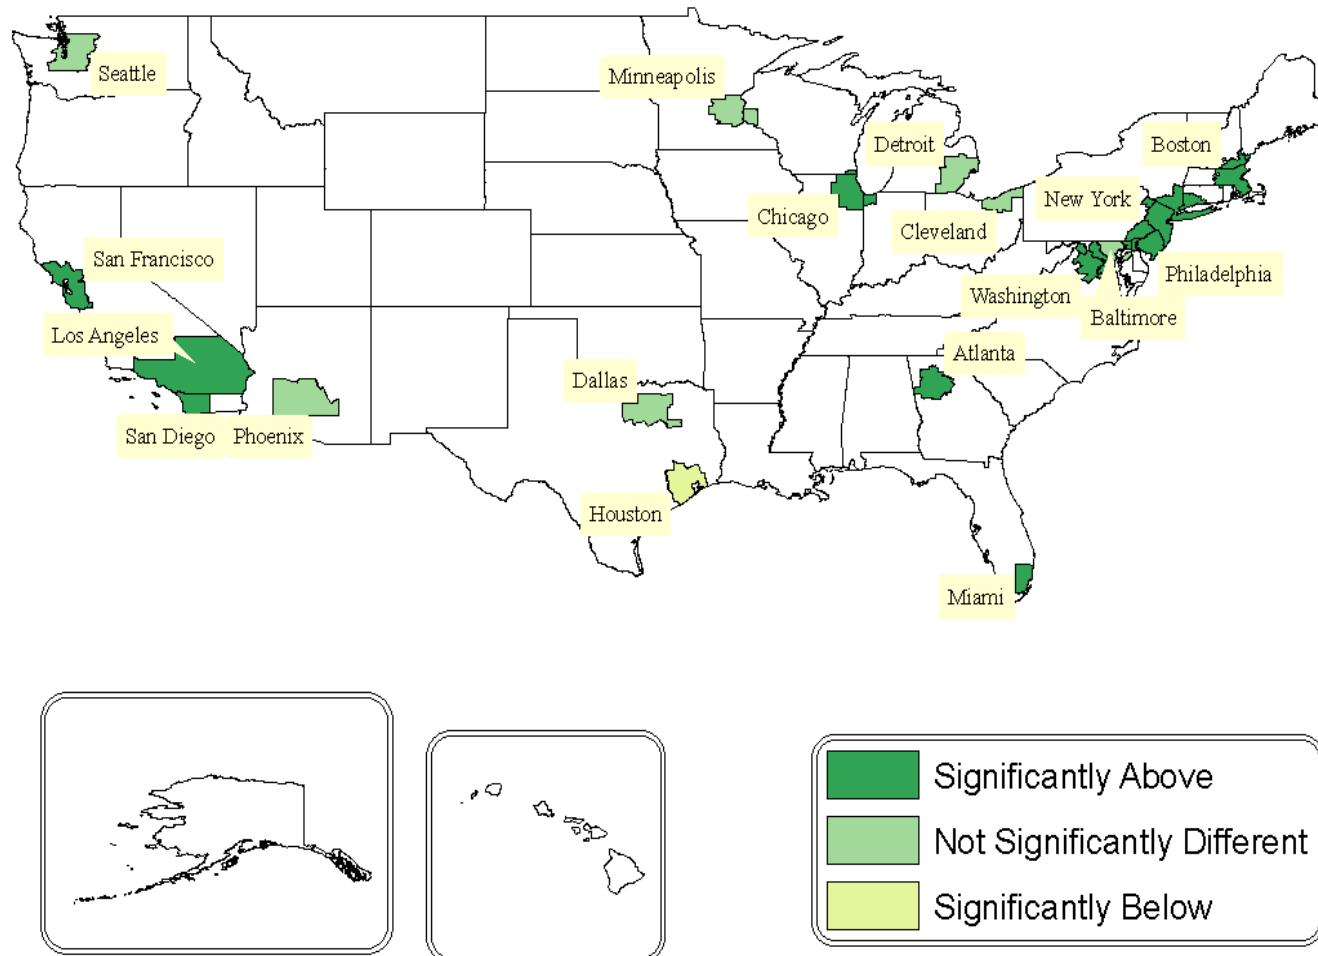 Seattle
Minneapolis
Detroit
Boston
Chicago
Cleveland
New York
San Francisco
Washington
Philadelphia
Baltimore
Los Angeles
Atlanta
Dallas
San Diego
Phoenix
Houston
Miami
Significantly Above
Not Significantly Different
Significantly Below